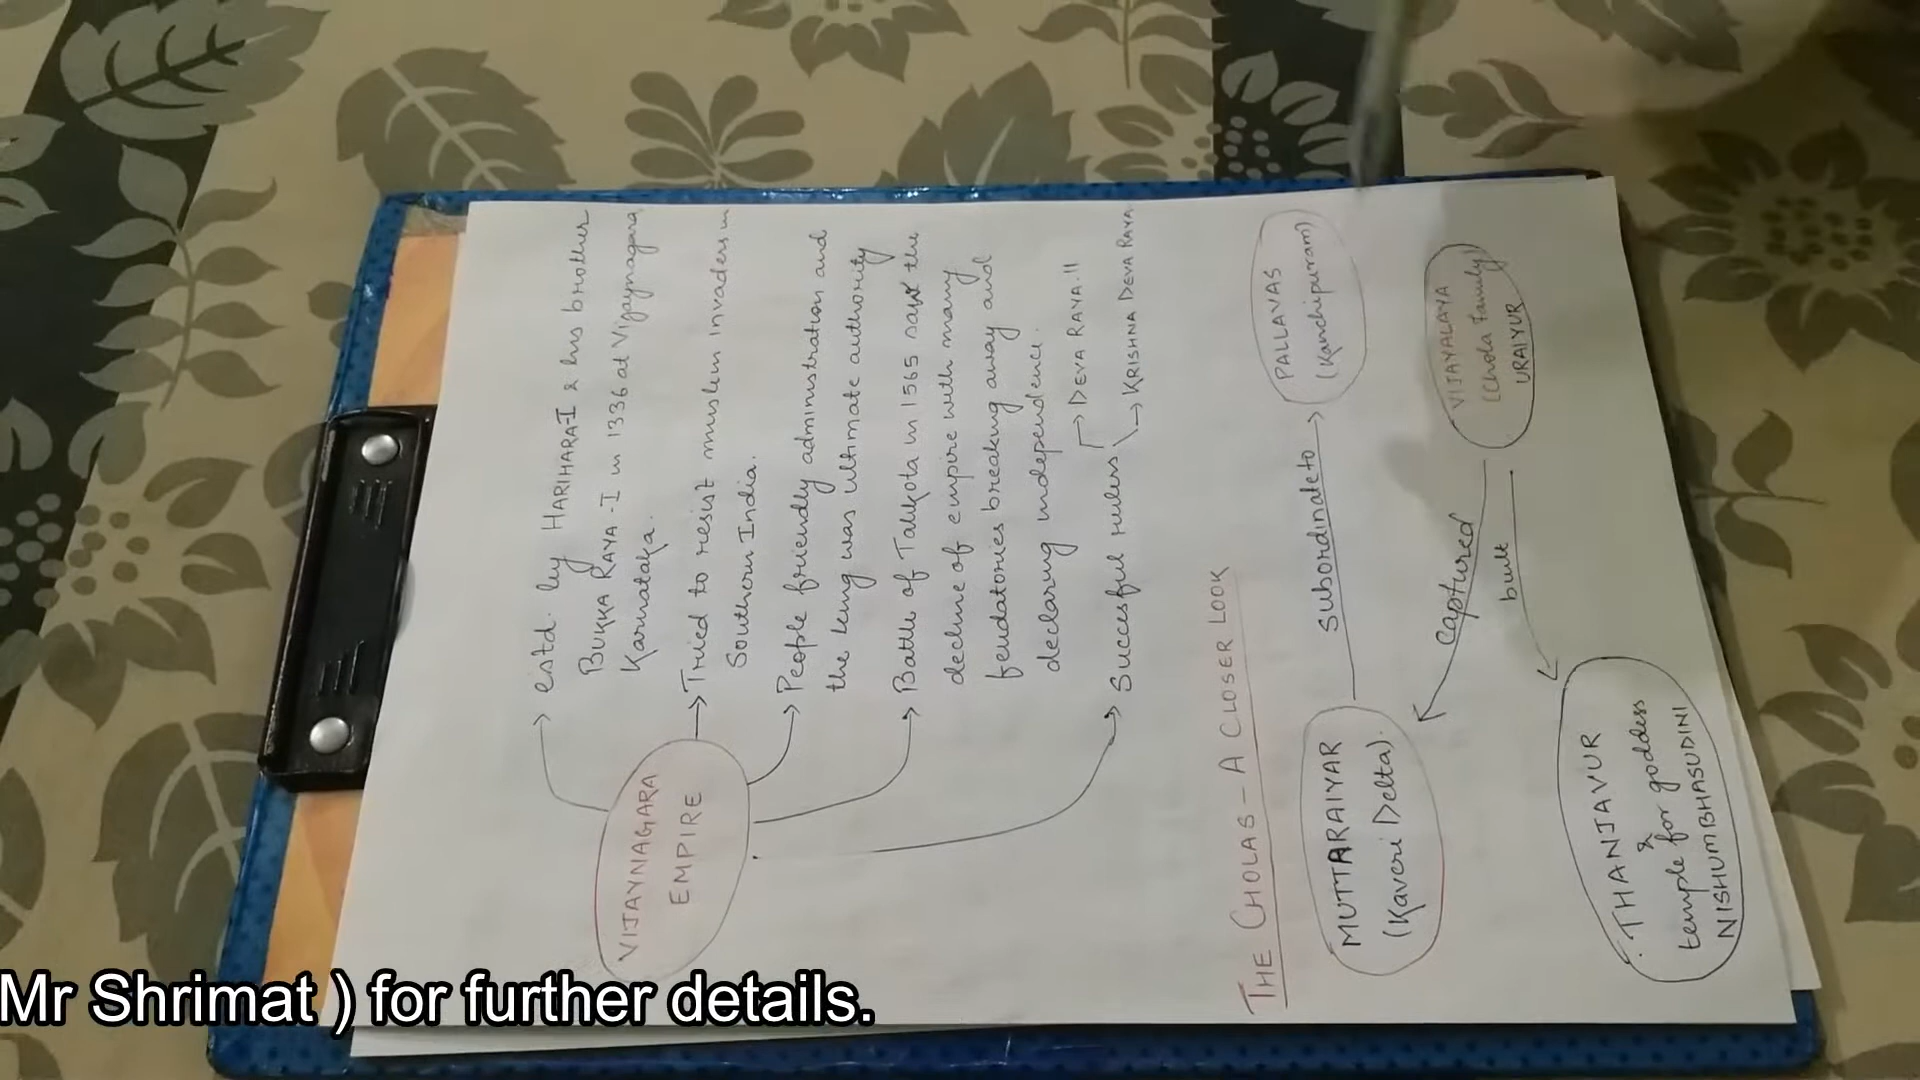 VIJAYNAGARA
EMPIRE
→ estd. by HARIHARA-I & his brother
BUKKA RAYA-I in 1336 at Vijaynagara
Karnataka.
→ Tried to resist muslim invaders in
Southern India.
→ People friendly administration and
the king was ultimate authority
→ Battle of Talikota in 1565 saw the
decline of empire with many
feudatories breaking away and
declaring independence.
→ Successful rulers → DEVA RAYA-II
→ KRISHNA DEVA RAYA
THE CHOLAS - A CLOSER LOOK
MUTTARAIYAR
(Kaveri Delta).
subordinate to
PALLAVAS
(Kanchipuram)
captured
VIJAYALAYA
(Chola Family)
URAIYUR
built
THANJAVUR
&
temple for goddess
NISHUMBHASUDINI
Mr Shrimat ) for further details.